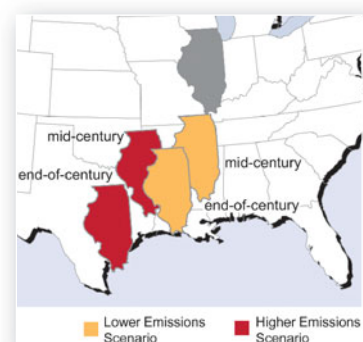 mid-century
end-of-century
mid-century
end-of-century
Lower Emissions
Scenario
Higher Emissions
Scenario